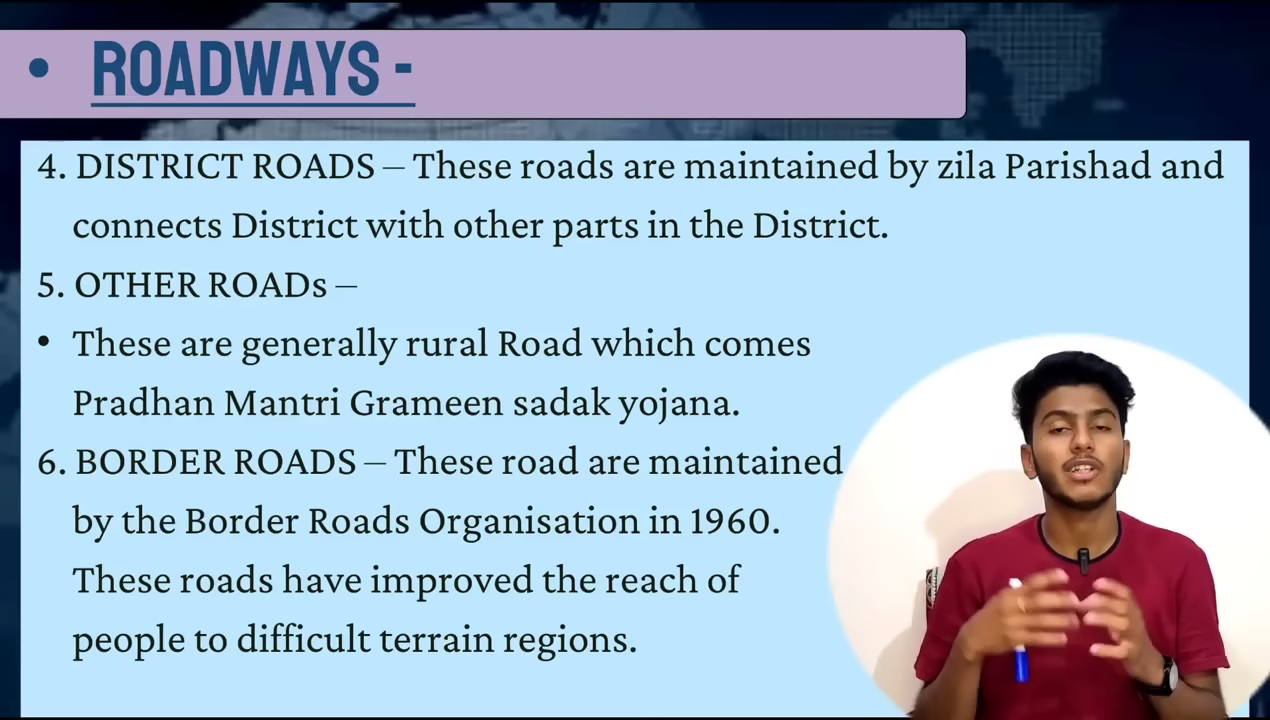 • ROADWAYS -
4. DISTRICT ROADS – These roads are maintained by zila Parishad and
connects District with other parts in the District.
5. OTHER ROADs –
• These are generally rural Road which comes
Pradhan Mantri Grameen sadak yojana.
6. BORDER ROADS – These road are maintained
by the Border Roads Organisation in 1960.
These roads have improved the reach of
people to difficult terrain regions.